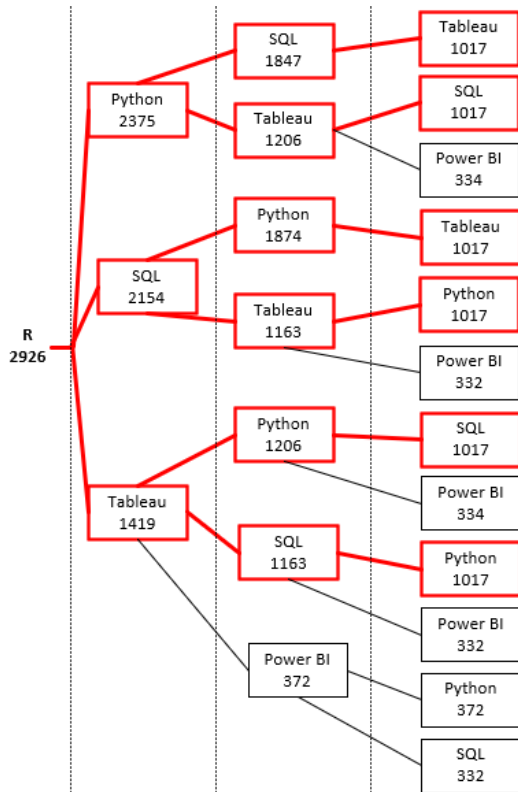 SQL
1847
Tableau
1017
Python
2375
Tableau
1206
SQL
1017
Power BI
334
Python
1874
Tableau
1017
SQL
2154
Tableau
1163
Python
1017
Power BI
332
R
2926
Python
1206
SQL
1017
Power BI
334
Tableau
1419
SQL
1163
Python
1017
Power BI
332
Power BI
372
Python
372
SQL
332